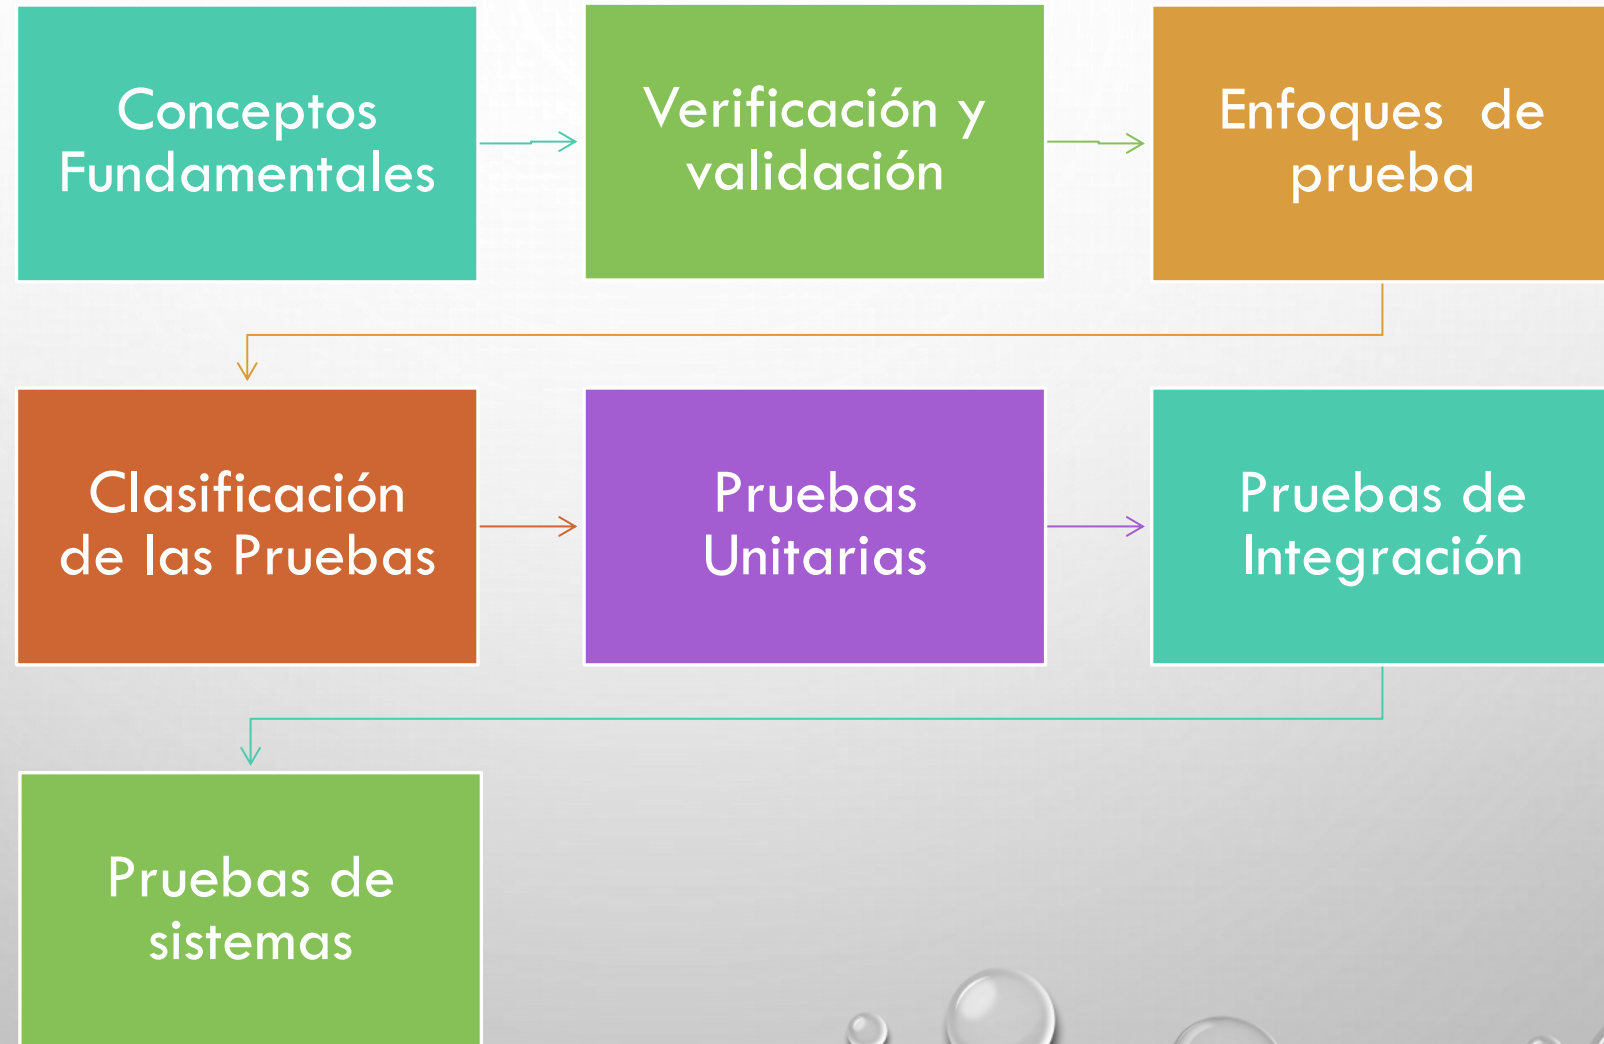 Conceptos
Fundamentales
Verificación y
validación
Enfoques de
prueba
Clasificación
de las Pruebas
Pruebas
Unitarias
Pruebas de
Integración
Pruebas de
sistemas